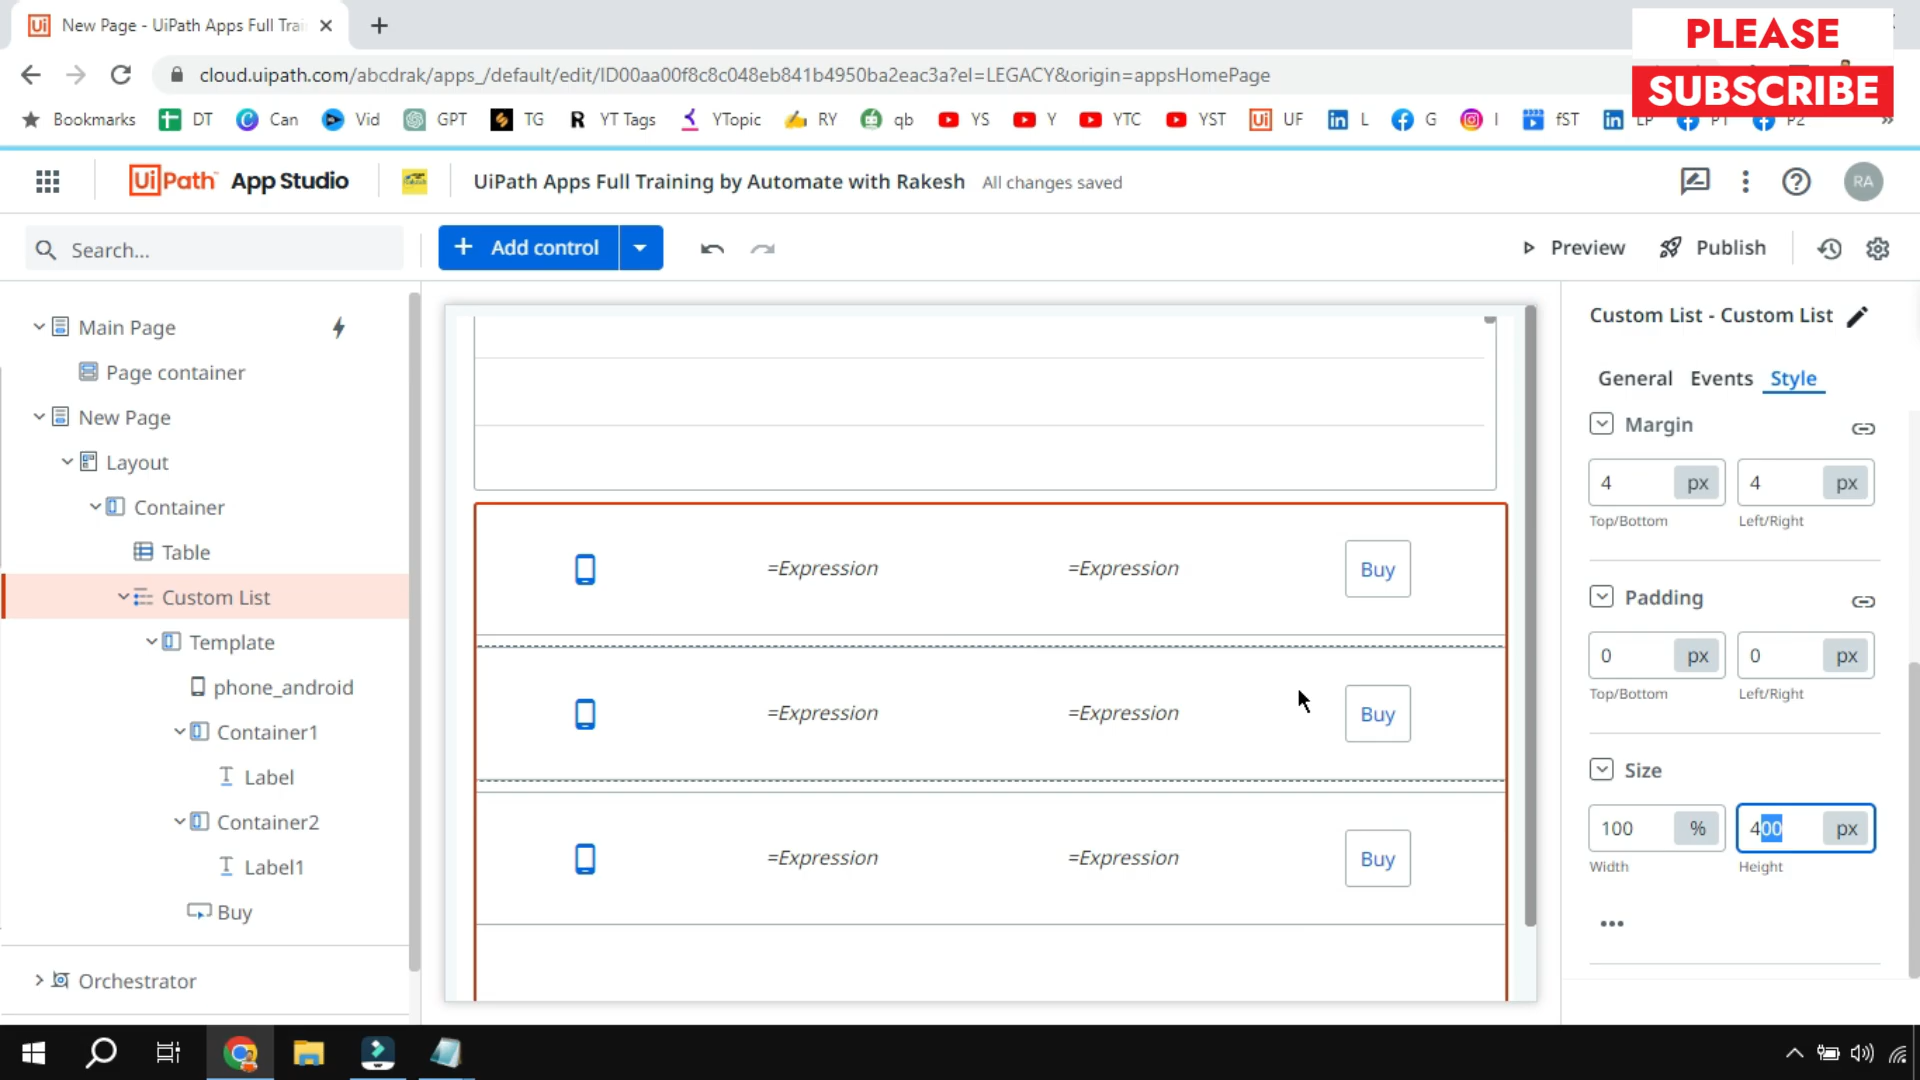 New Page - UiPath Apps Full Trai
PLEASE
SUBSCRIBE
cloud.uipath.com/abcdrak/apps_/default/edit/ID00aa00f8c8c048eb841b4950ba2eac3a?el=LEGACY&origin=appsHomePage
Bookmarks DT Can Vid GPT TG YT Tags YTopic RY qb YS Y YTC YST UF L G I fST LP PT P2
UiPath App Studio
UiPath Apps Full Training by Automate with Rakesh All changes saved
RA
Search...
Add control
Preview
Publish
Main Page
Page container
New Page
Layout
Container
Table
Custom List
Template
phone_android
Container1
Label
Container2
Label1
Buy
Orchestrator
=Expression =Expression Buy
=Expression =Expression Buy
=Expression =Expression Buy
Custom List - Custom List
General Events Style
Margin
4 px 4 px
Top/Bottom Left/Right
Padding
0 px 0 px
Top/Bottom Left/Right
Size
100 % 400 px
Width Height